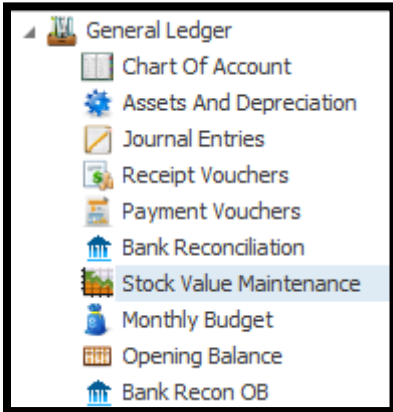 General Ledger
Chart Of Account
Assets And Depreciation
Journal Entries
Receipt Vouchers
Payment Vouchers
Bank Reconciliation
Stock Value Maintenance
Monthly Budget
Opening Balance
Bank Recon OB